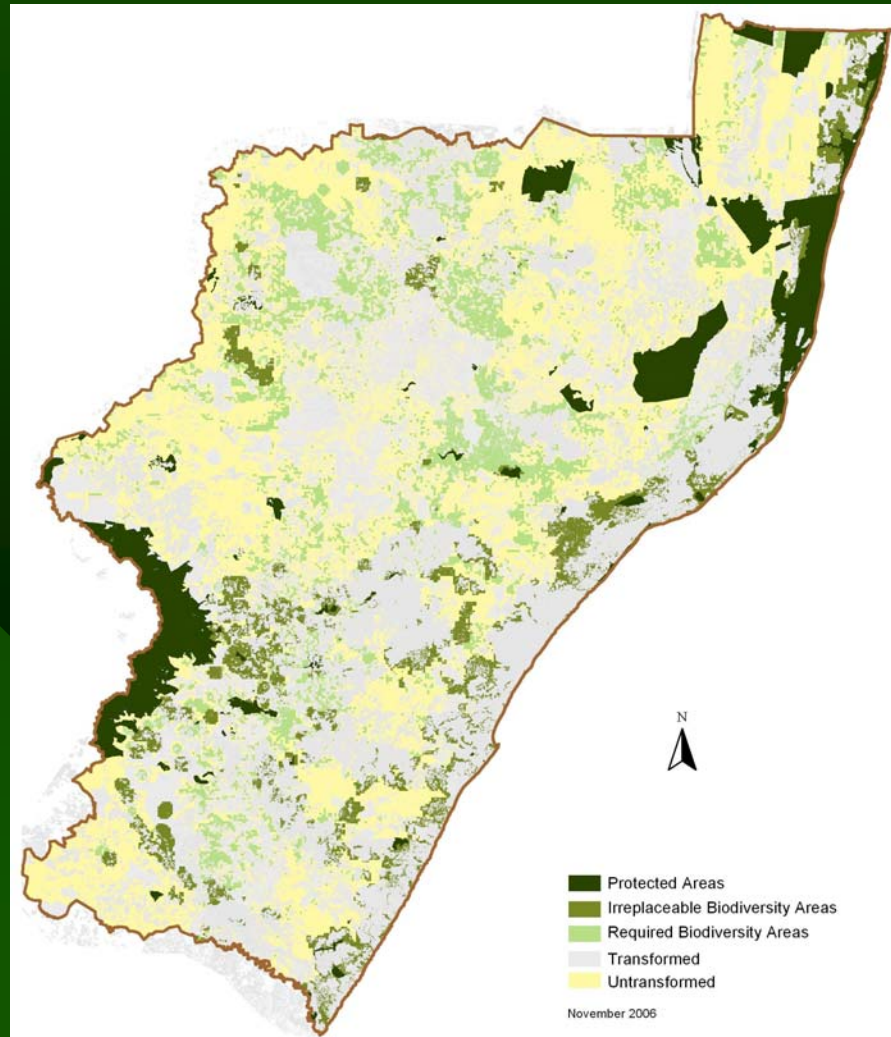 N
Protected Areas
Irreplaceable Biodiversity Areas
Required Biodiversity Areas
Transformed
Untransformed
November 2006